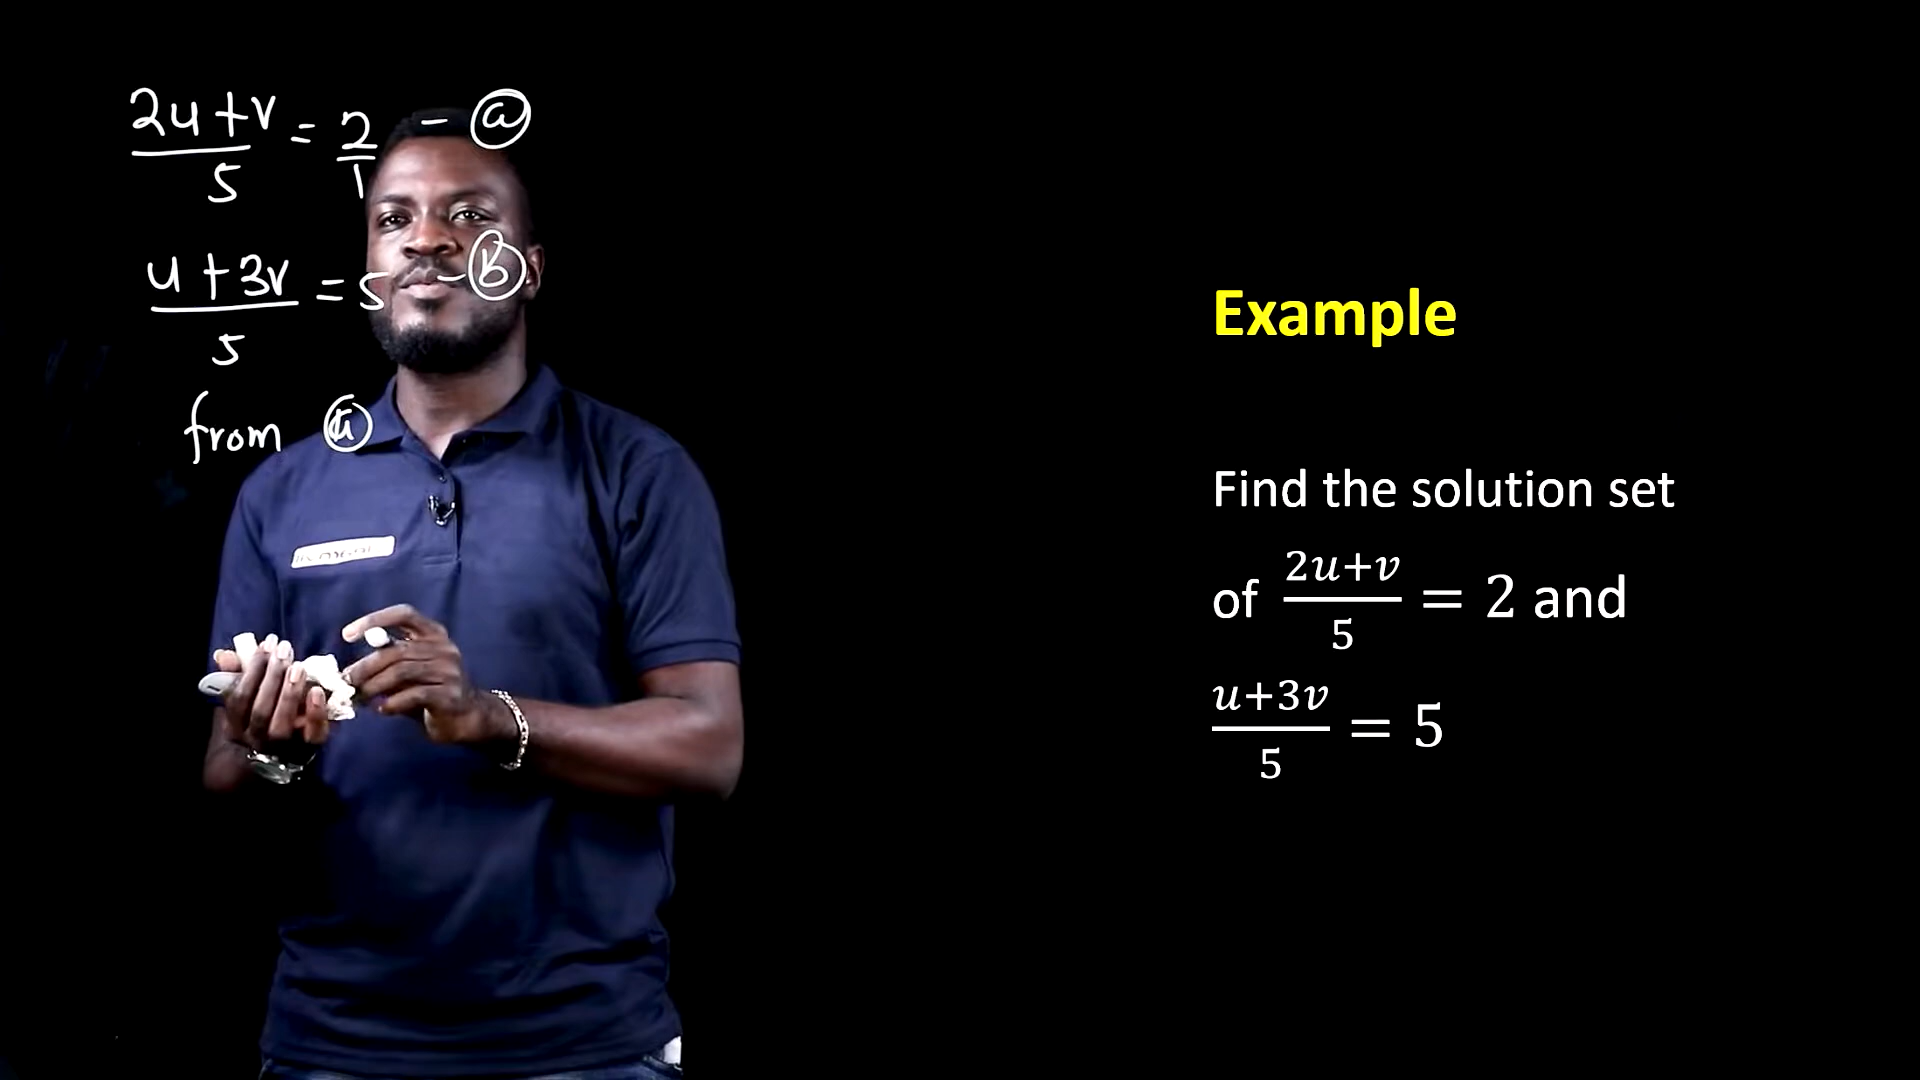 2u+v = 2 - ⓐ
5 1
u+3v = 5 - Ⓑ
5
from
Example
Find the solution set
of 2u+v = 2 and
5
u+3v = 5
5